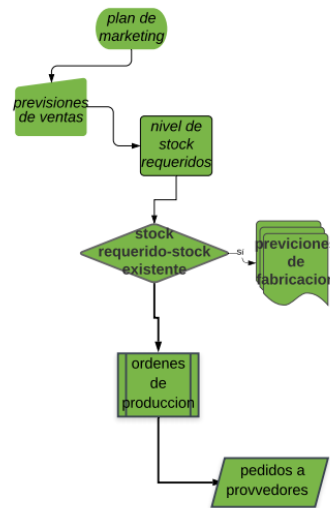 plan de
marketing
previsiones
de ventas
nivel de
stock
requeridos
stock
requerido-stock
existente
si
previciones
de
fabricacion
ordenes
de
produccion
pedidos a
provvedores